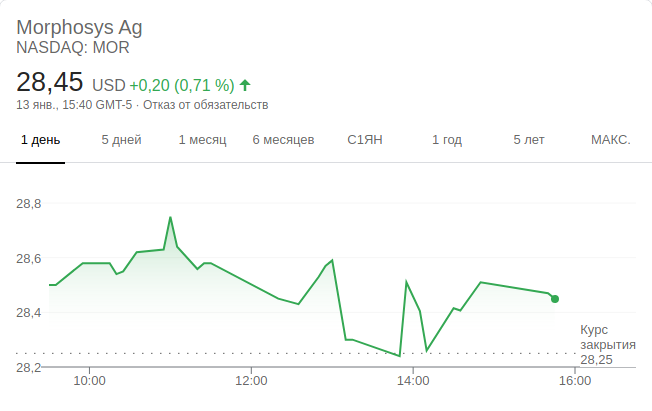 Morphosys Ag
NASDAQ: MOR
28,45 USD +0,20 (0,71 %)
13 янв., 15:40 GMT-5 · Отказ от обязательств
1 день 5 дней 1 месяц 6 месяцев С1ЯН 1 год 5 лет МАКС.
28,8
28,6
28,4
Курс
закрытия
28,25
28,2
10:00 12:00 14:00 16:00